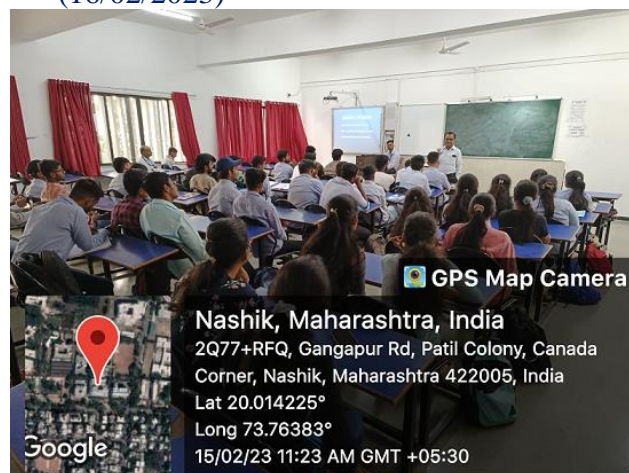 GPS Map Camera
Nashik, Maharashtra, India
2Q77+RFQ, Gangapur Rd, Patil Colony, Canada
Corner, Nashik, Maharashtra 422005, India
Lat 20.014225°
Long 73.76383°
15/02/23 11:23 AM GMT +05:30
Google